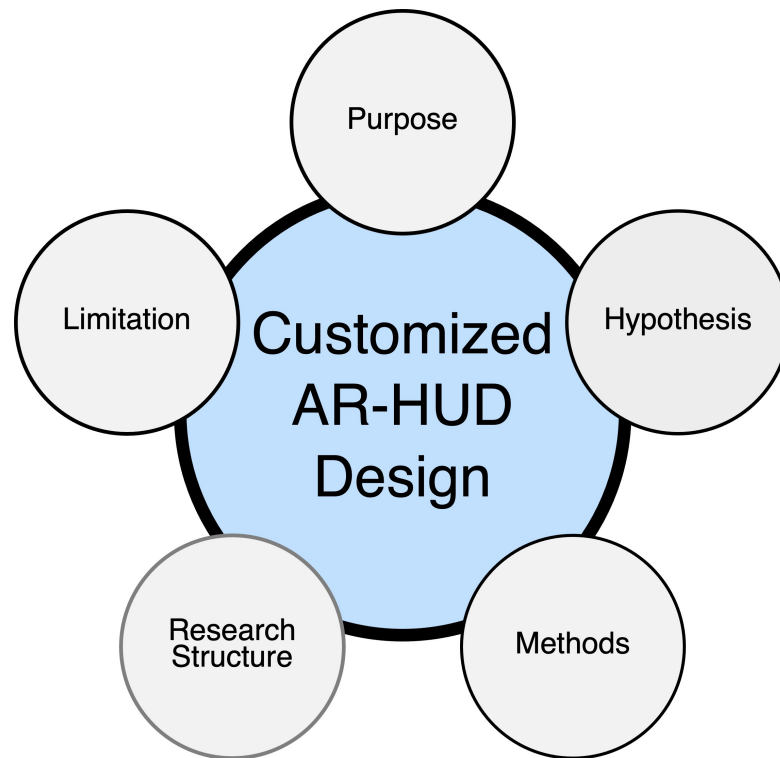 Purpose
Limitation
Hypothesis
Customized
AR-HUD
Design
Research
Structure
Methods